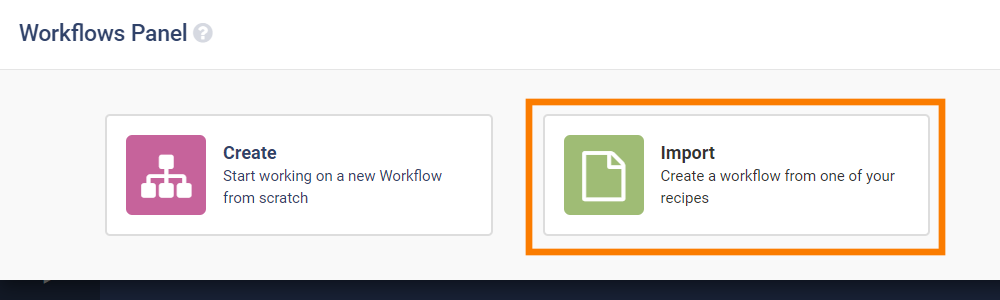 Workflows Panel ?
Create
Start working on a new Workflow
from scratch
Import
Create a workflow from one of your
recipes